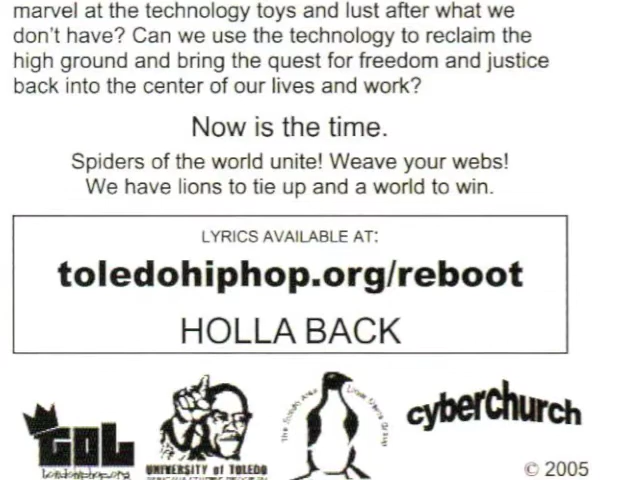 marvel at the technology toys and lust after what we
don't have? Can we use the technology to reclaim the
high ground and bring the quest for freedom and justice
back into the center of our lives and work?
Now is the time.
Spiders of the world unite! Weave your webs!
We have lions to tie up and a world to win.
LYRICS AVAILABLE AT:
toledohiphop.org/reboot
HOLLA BACK
cyberchurch
UNIVERSITY of TOLEDO
© 2005